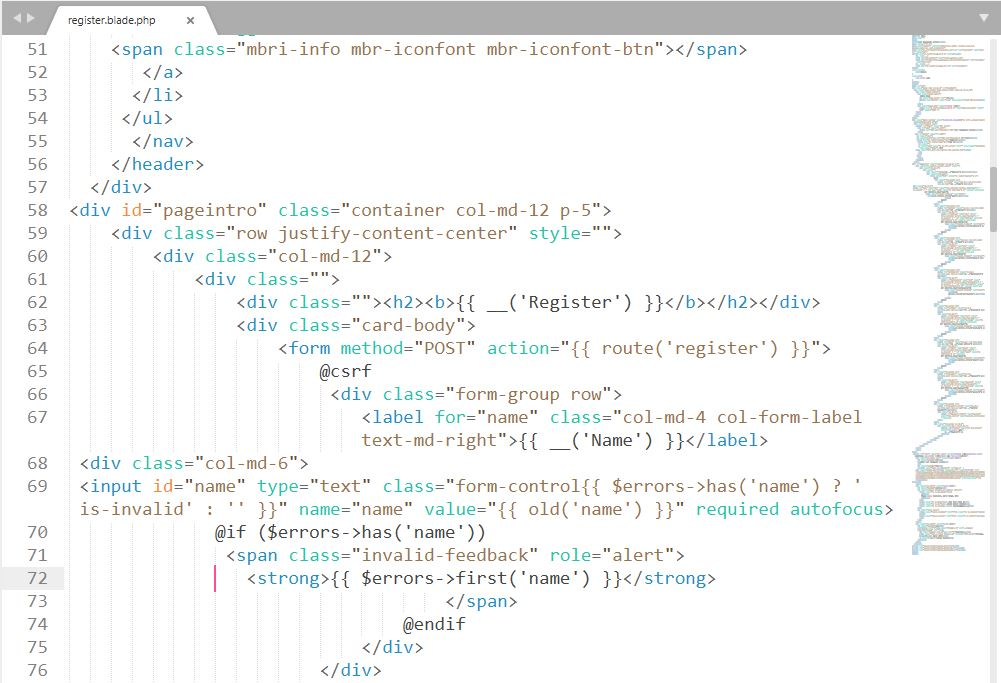 register.blade.php x
51 <span class="mbri-info mbr-iconfont mbr-iconfont-btn"></span>
52 </a>
53 </li>
54 </ul>
55 </nav>
56 </header>
57 </div>
58 <div id="pageintro" class="container col-md-12 p-5">
59 <div class="row justify-content-center" style="">
60 <div class="col-md-12">
61 <div class="">
62 <div class=""><h2><b>{{ __('Register') }}</b></h2></div>
63 <div class="card-body">
64 <form method="POST" action="{{ route('register') }}">
65 @csrf
66 <div class="form-group row">
67 <label for="name" class="col-md-4 col-form-label
text-md-right">{{ __('Name') }}</label>
68 <div class="col-md-6">
69 <input id="name" type="text" class="form-control{{ $errors->has('name') ? '
is-invalid' : '' }}" name="name" value="{{ old('name') }}" required autofocus>
70 @if ($errors->has('name'))
71 <span class="invalid-feedback" role="alert">
72 <strong>{{ $errors->first('name') }}</strong>
73 </span>
74 @endif
75 </div>
76 </div>